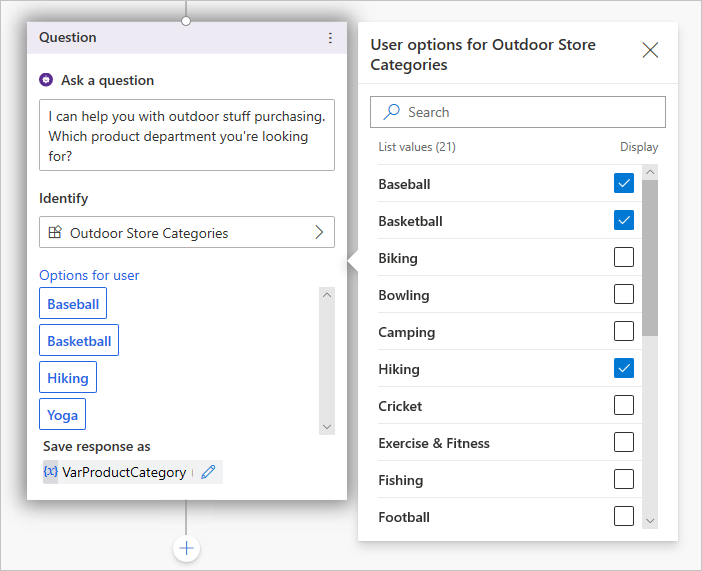 Question
Ask a question
I can help you with outdoor stuff purchasing.
Which product department you're looking
for?
Identify
Outdoor Store Categories
Options for user
Baseball
Basketball
Hiking
Yoga
Save response as
{x} VarProductCategory
User options for Outdoor Store
Categories
Search
List values (21) Display
Baseball
Basketball
Biking
Bowling
Camping
Hiking
Cricket
Exercise & Fitness
Fishing
Football